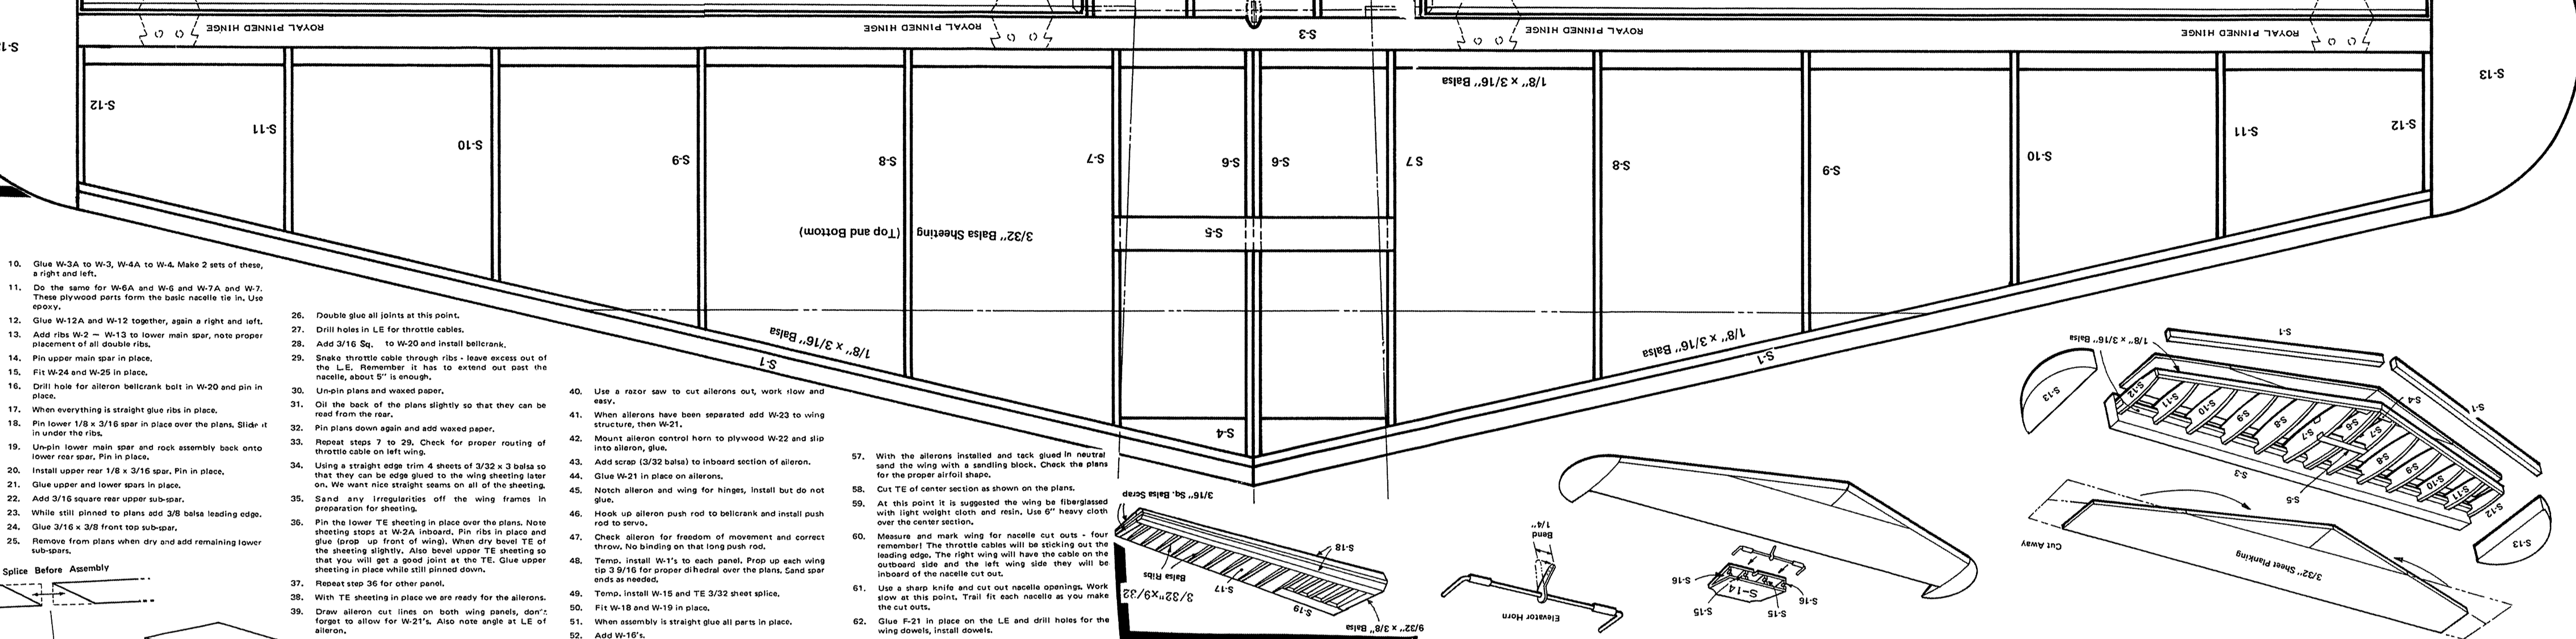 ROYAL PINNED HINGE
ROYAL PINNED HINGE
S-3
ROYAL PINNED HINGE
ROYAL PINNED HINGE
S-13
1/8" x 3/16" Balsa
S-13
S-12
S-11
S-10
S-9
S-8
S-7
S-6
S-6
S7
S-8
S-9
S-10
S-11
S-12
3/32" Balsa Sheeting (Top and Bottom)
S-5
1/8" x 3/16" Balsa
S-1
S-4
1/8" x 3/16" Balsa
S-1
10. Glue W-3A to W-3, W-4A to W-4. Make 2 sets of these,
a right and left.
11. Do the same for W-6A and W-6 and W-7A and W-7.
These plywood parts form the basic nacelle tie in. Use
epoxy.
12. Glue W-12A and W-12 together, again a right and left.
13. Add ribs W-2 — W-13 to lower main spar, note proper
placement of all double ribs.
14. Pin upper main spar in place.
15. Fit W-24 and W-25 in place.
16. Drill hole for aileron bellcrank bolt in W-20 and pin in
place.
17. When everything is straight glue ribs in place.
18. Pin lower 1/8 x 3/16 spar in place over the plans. Slide it
in under the ribs.
19. Un-pin lower main spar and rock assembly back onto
lower rear spar. Pin in place.
20. Install upper rear 1/8 x 3/16 spar. Pin in place.
21. Glue upper and lower spars in place.
22. Add 3/16 square rear upper sub-spar.
23. While still pinned to plans add 3/8 balsa leading edge.
24. Glue 3/16 x 3/8 front top sub-spar.
25. Remove from plans when dry and add remaining lower
sub-spars.
Splice Before Assembly
26. Double glue all joints at this point.
27. Drill holes in LE for throttle cables.
28. Add 3/16 Sq. to W-20 and install bellcrank.
29. Snake throttle cable through ribs - leave excess out of
the L.E. Remember it has to extend out past the
nacelle, about 5" is enough.
30. Un-pin plans and waxed paper.
31. Oil the back of the plans slightly so that they can be
read from the rear.
32. Pin plans down again and add waxed paper.
33. Repeat steps 7 to 29. Check for proper routing of
throttle cable on left wing.
34. Using a straight edge trim 4 sheets of 3/32 x 3 balsa so
that they can be edge glued to the wing sheeting later
on. We want nice straight seams on all of the sheeting.
35. Sand any irregularities off the wing frames in
preparation for sheeting.
36. Pin the lower TE sheeting in place over the plans. Note
sheeting stops at W-2A inboard. Pin ribs in place and
glue (prop up front of wing). When dry bevel TE of
the sheeting slightly. Also bevel upper TE sheeting so
that you will get a good joint at the TE. Glue upper
sheeting in place while still pinned down.
37. Repeat step 36 for other panel.
38. With TE sheeting in place we are ready for the ailerons.
39. Draw aileron cut lines on both wing panels, don't
forget to allow for W-21's. Also note angle at LE of
aileron.
40. Use a razor saw to cut ailerons out, work slow and
easy.
41. When ailerons have been separated add W-23 to wing
structure, then W-21.
42. Mount aileron control horn to plywood W-22 and slip
into aileron, glue.
43. Add scrap (3/32 balsa) to inboard section of aileron.
44. Glue W-21 in place on ailerons.
45. Notch aileron and wing for hinges, install but do not
glue.
46. Hook up aileron push rod to bellcrank and install push
rod to servo.
47. Check aileron for freedom of movement and correct
throw. No binding on that long push rod.
48. Temp. install W-1's to each panel. Prop up each wing
tip 3 9/16 for proper dihedral over the plans. Sand spar
ends as needed.
49. Temp. install W-15 and TE 3/32 sheet splice.
50. Fit W-18 and W-19 in place.
51. When assembly is straight glue all parts in place.
52. Add W-16's.
57. With the ailerons installed and tack glued in neutral
sand the wing with a sandling block. Check the plans
for the proper airfoil shape.
58. Cut TE of center section as shown on the plans.
59. At this point it is suggested the wing be fiberglassed
with light weight cloth and resin. Use 6" heavy cloth
over the center section.
60. Measure and mark wing for nacelle cut outs - four
remember! The throttle cables will be sticking out the
leading edge. The right wing will have the cable on the
outboard side and the left wing side they will be
inboard of the nacelle cut out.
61. Use a sharp knife and cut out nacelle openings. Work
slow at this point. Trail fit each nacelle as you make
the cut outs.
62. Glue F-21 in place on the LE and drill holes for the
wing dowels, install dowels.
3/16" Sq. Balsa Scrap
S-18
Balsa Ribs
S-17
3/32"x9/32
S-19
9/32" x 3/8" Balsa
Bend
1/4"
Elevator Horn
S-16
S-14
S-15
S-15
S-16
S-1
1/8" x 3/16" Balsa
S-13
S-12
S-11
S-10
S-9
S-8
S-7
S-6
S-4
S-7
S-8
S-9
S-10
S-11
S-12
S-1
S-3
S-5
S-13
Cut Away
3/32" Sheet Planking